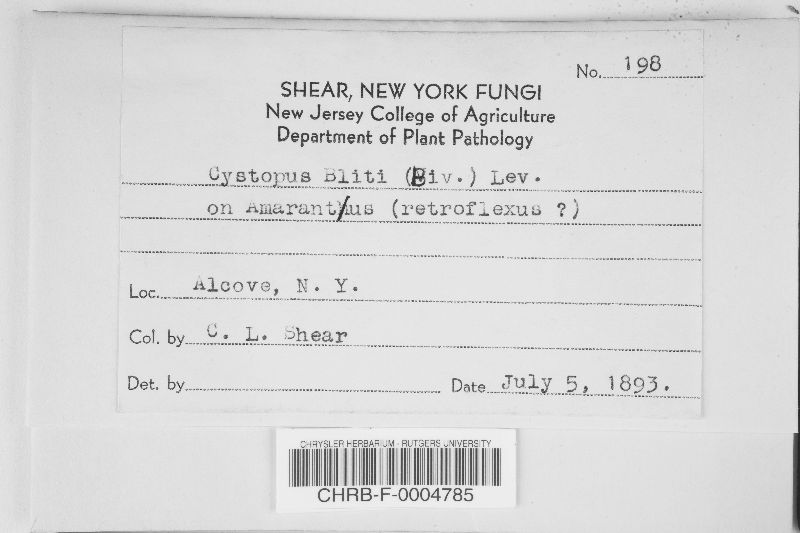 No. 198
SHEAR, NEW YORK FUNGI
New Jersey College of Agriculture
Department of Plant Pathology
Cystopus Bliti (Biv.) Lev.
on Amaranthus (retroflexus ?)
Loc. Alcove, N. Y.
Col. by C. L. Shear
Det. by
Date July 5, 1893.
CHRYSLER HERBARIUM - RUTGERS UNIVERSITY
CHRB-F-0004785